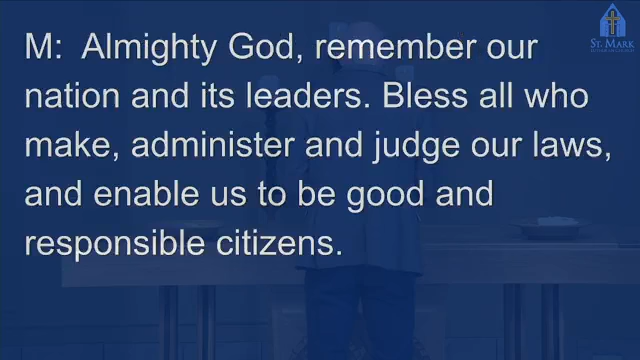 M: Almighty God, remember our
nation and its leaders. Bless all who
make, administer and judge our laws,
and enable us to be good and
responsible citizens.
ST. MARK